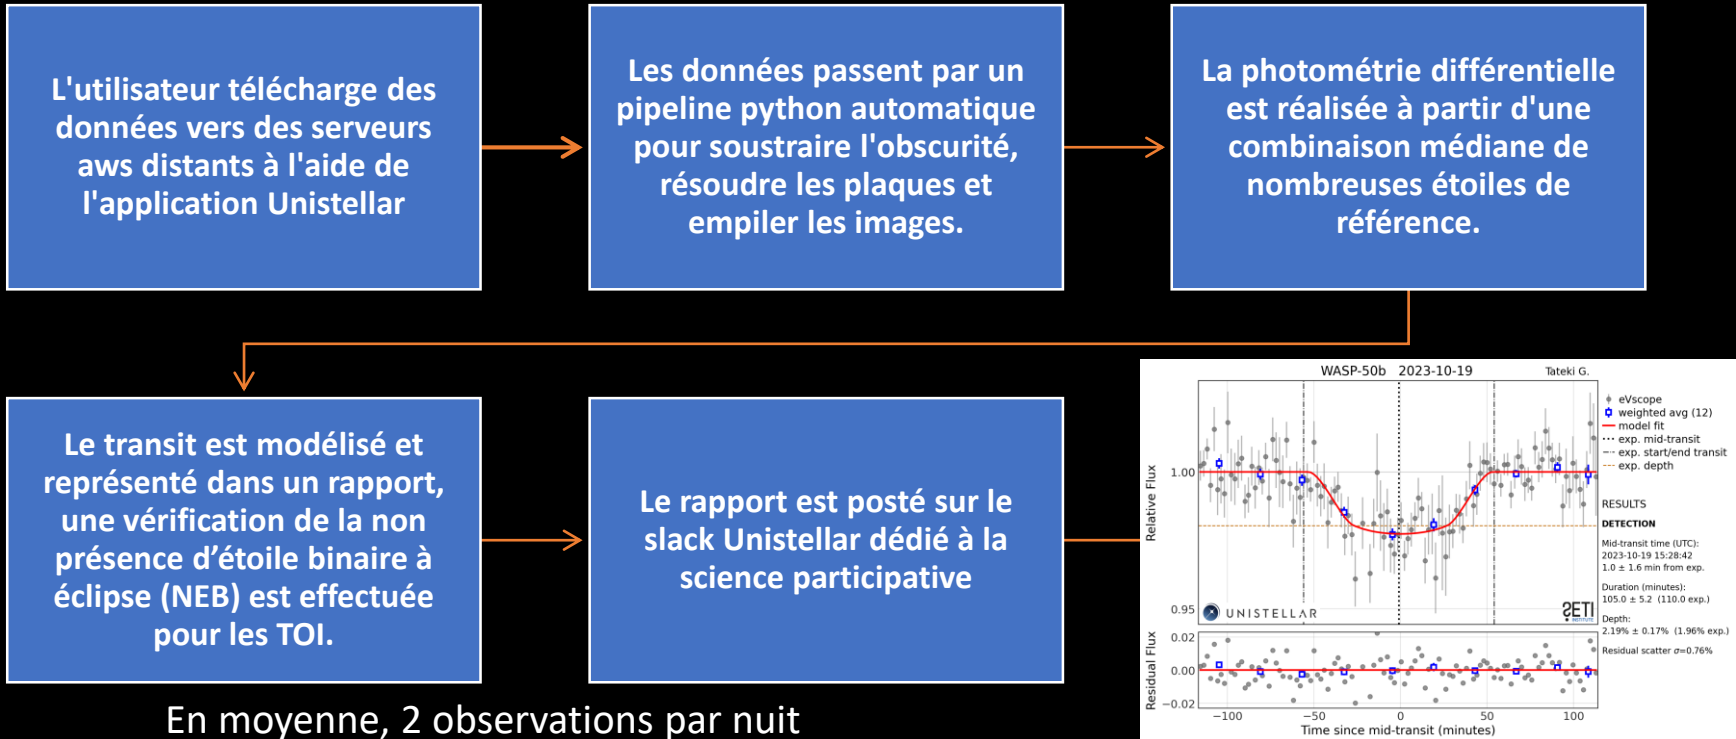 L'utilisateur télécharge des
données vers des serveurs
aws distants à l'aide de
l'application Unistellar
Les données passent par un
pipeline python automatique
pour soustraire l'obscurité,
résoudre les plaques et
empiler les images.
La photométrie différentielle
est réalisée à partir d'une
combinaison médiane de
nombreuses étoiles de
référence.
Le transit est modélisé et
représenté dans un rapport,
une vérification de la non
présence d’étoile binaire à
éclipse (NEB) est effectuée
pour les TOI.
Le rapport est posté sur le
slack Unistellar dédié à la
science participative
WASP-50b 2023-10-19
Tateki G.
Relative Flux
1.00
0.95
eVscope
weighted avg (12)
model fit
exp. mid-transit
exp. start/end transit
exp. depth
RESULTS
DETECTION
Mid-transit time (UTC):
2023-10-19 15:28:42
1.0 ± 1.6 min from exp.
Duration (minutes):
105.0 ± 5.2 (110.0 exp.)
Depth:
2.19% ± 0.17% (1.96% exp.)
Residual scatter σ=0.76%
UNISTELLAR
SETI
INSTITUTE
Residual Flux
0.02
0.00
−0.02
−100 −50 0 50 100
Time since mid-transit (minutes)
En moyenne, 2 observations par nuit